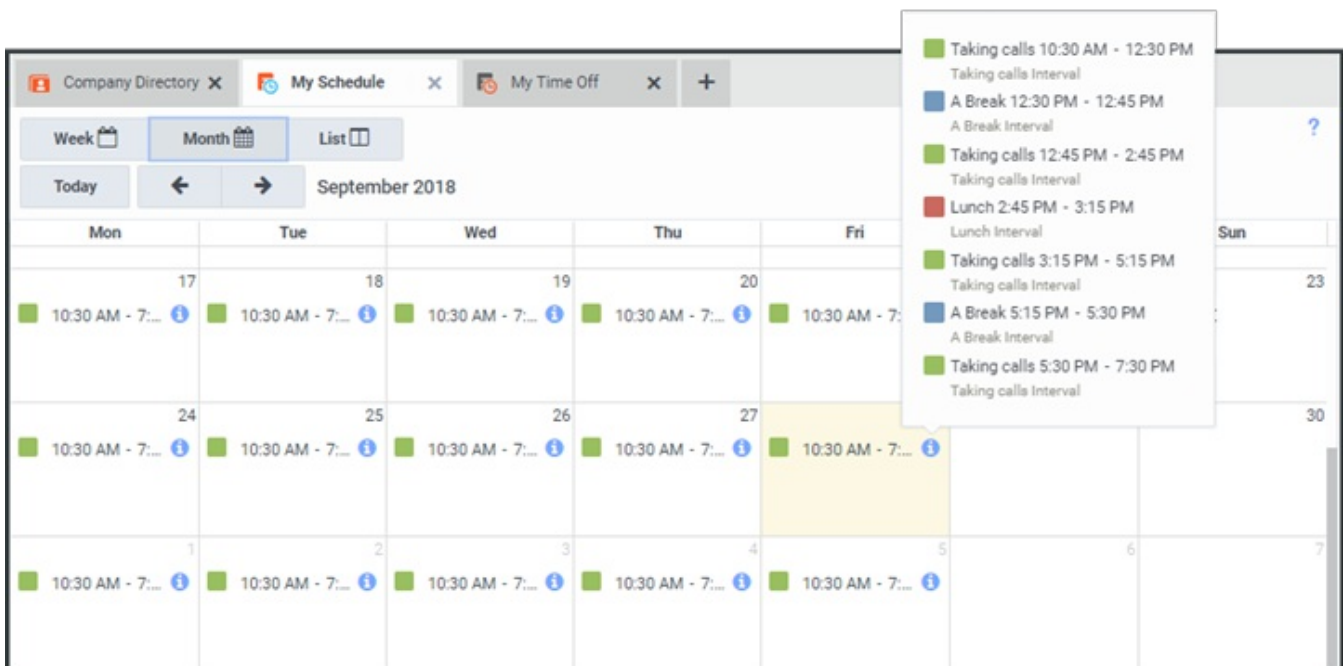 Taking calls 10:30 AM - 12:30 PM
Taking calls Interval
A Break 12:30 PM - 12:45 PM
A Break Interval
Taking calls 12:45 PM - 2:45 PM
Taking calls Interval
Lunch 2:45 PM - 3:15 PM
Lunch Interval
Taking calls 3:15 PM - 5:15 PM
Taking calls Interval
A Break 5:15 PM - 5:30 PM
A Break Interval
Taking calls 5:30 PM - 7:30 PM
Taking calls Interval
Company Directory My Schedule My Time Off
Week Month List ?
Today September 2018
Mon Tue Wed Thu Fri Sun
17 18 19 20 23
10:30 AM - 7:... 10:30 AM - 7:... 10:30 AM - 7:... 10:30 AM - 7:... 10:30 AM - 7:
24 25 26 27 30
10:30 AM - 7:... 10:30 AM - 7:... 10:30 AM - 7:... 10:30 AM - 7:... 10:30 AM - 7:...
1 2 3 4 5 6 7
10:30 AM - 7:... 10:30 AM - 7:... 10:30 AM - 7:... 10:30 AM - 7:... 10:30 AM - 7:...